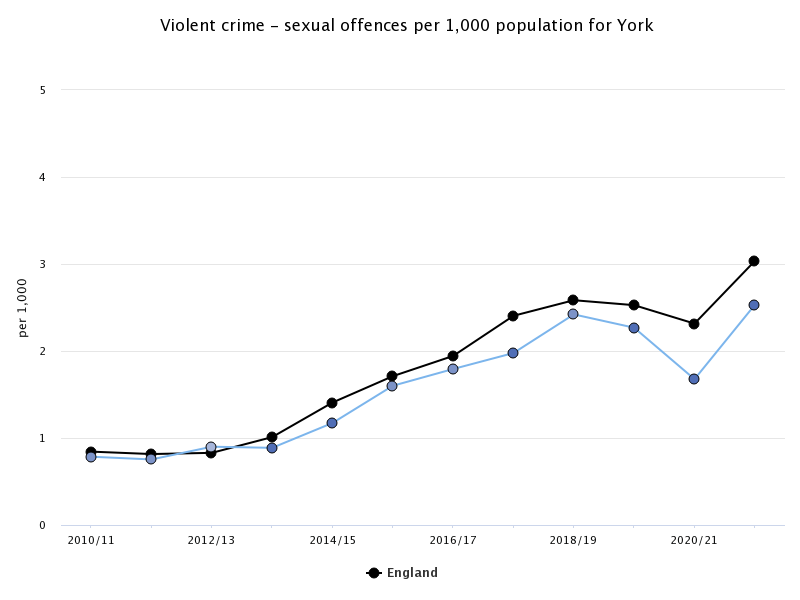 Violent crime – sexual offences per 1,000 population for York
5
4
3
2
1
0
per 1,000
2010/11 2012/13 2014/15 2016/17 2018/19 2020/21
England